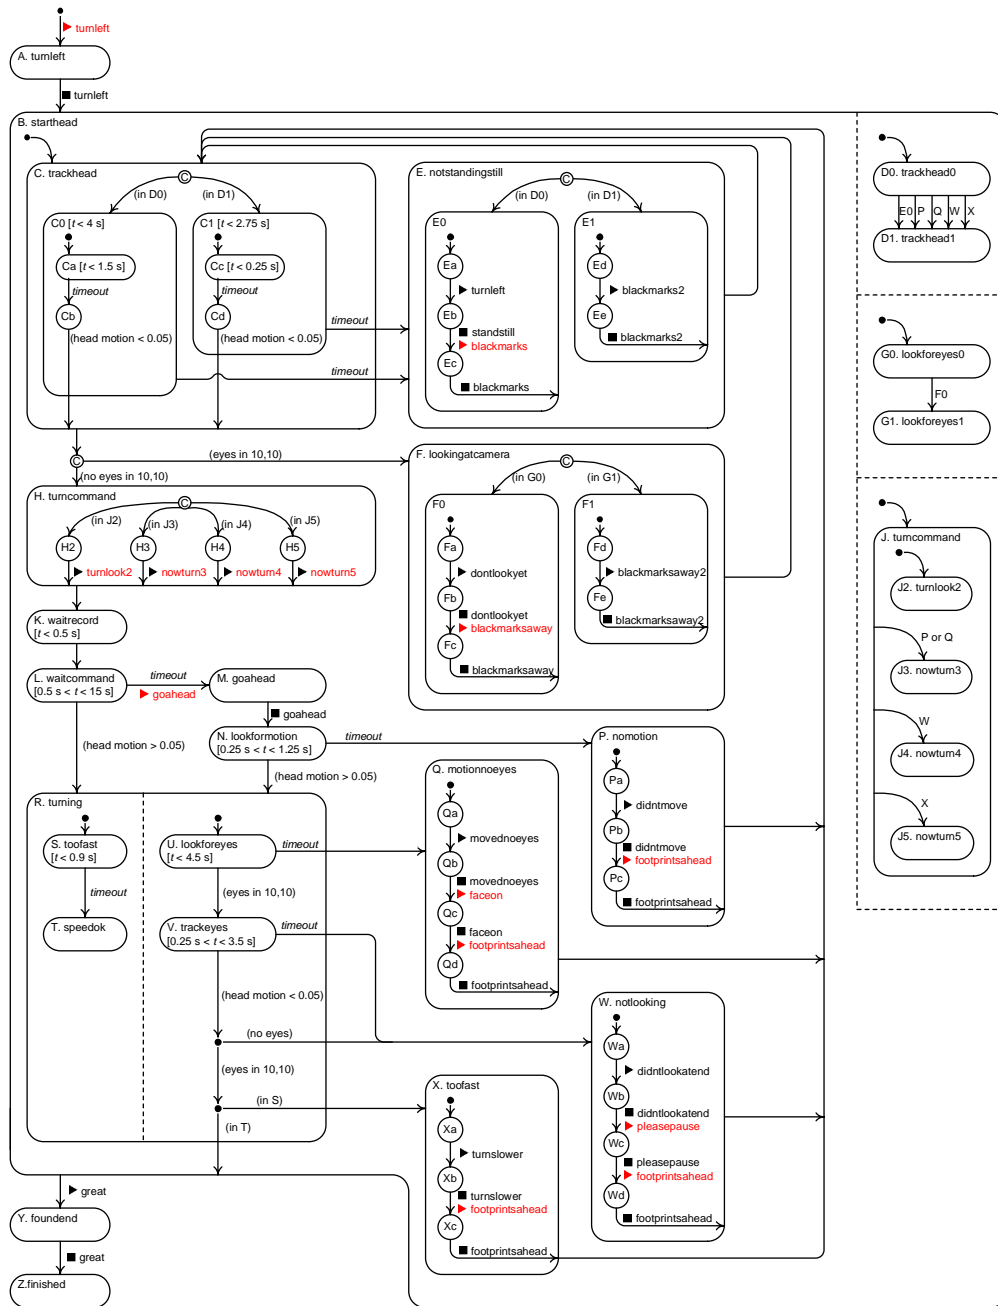 turnleft
A. turnleft
turnleft
B. starthead
C. trackhead
C
(in D0)
(in D1)
C0 [t < 4 s]
Ca [t < 1.5 s]
timeout
Cb
(head motion < 0.05)
C1 [t < 2.75 s]
Cc [t < 0.25 s]
timeout
Cd
(head motion < 0.05)
timeout
timeout
E. notstandingstill
C
(in D0)
(in D1)
E0
Ea
turnleft
Eb
standstill
blackmarks
Ec
blackmarks
E1
Ed
blackmarks2
Ee
blackmarks2
D0. trackhead0
E0
P
Q
W
X
D1. trackhead1
G0. lookforeyes0
F0
G1. lookforeyes1
C
(eyes in 10,10)
(no eyes in 10,10)
F. lookingatcamera
C
(in G0)
(in G1)
F0
Fa
dontlookyet
Fb
dontlookyet
blackmarksaway
Fc
blackmarksaway
F1
Fd
blackmarksaway2
Fe
blackmarksaway2
H. turncommand
C
(in J2)
(in J3)
(in J4)
(in J5)
H2
H3
H4
H5
turnlook2
nowturn3
nowturn4
nowturn5
J. turncommand
J2. turnlook2
P or Q
J3. nowturn3
W
J4. nowturn4
X
J5. nowturn5
K. waitrecord
[t < 0.5 s]
L. waitcommand
[0.5 s < t < 15 s]
timeout
goahead
M. goahead
goahead
N. lookformotion
[0.25 s < t < 1.25 s]
timeout
(head motion > 0.05)
(head motion > 0.05)
P. nomotion
Pa
didntmove
Pb
didntmove
footprintsahead
Pc
footprintsahead
Q. motionnoeyes
Qa
movednoeyes
Qb
movednoeyes
faceon
Qc
faceon
footprintsahead
Qd
footprintsahead
R. turning
S. toofast
[t < 0.9 s]
timeout
T. speedok
U. lookforeyes
[t < 4.5 s]
timeout
(eyes in 10,10)
V. trackeyes
[0.25 s < t < 3.5 s]
timeout
(head motion < 0.05)
(no eyes)
(eyes in 10,10)
(in S)
(in T)
W. notlooking
Wa
didntlookatend
Wb
didntlookatend
pleasepause
Wc
pleasepause
footprintsahead
Wd
footprintsahead
X. toofast
Xa
turnslower
Xb
turnslower
footprintsahead
Xc
footprintsahead
great
Y. foundend
great
Z.finished